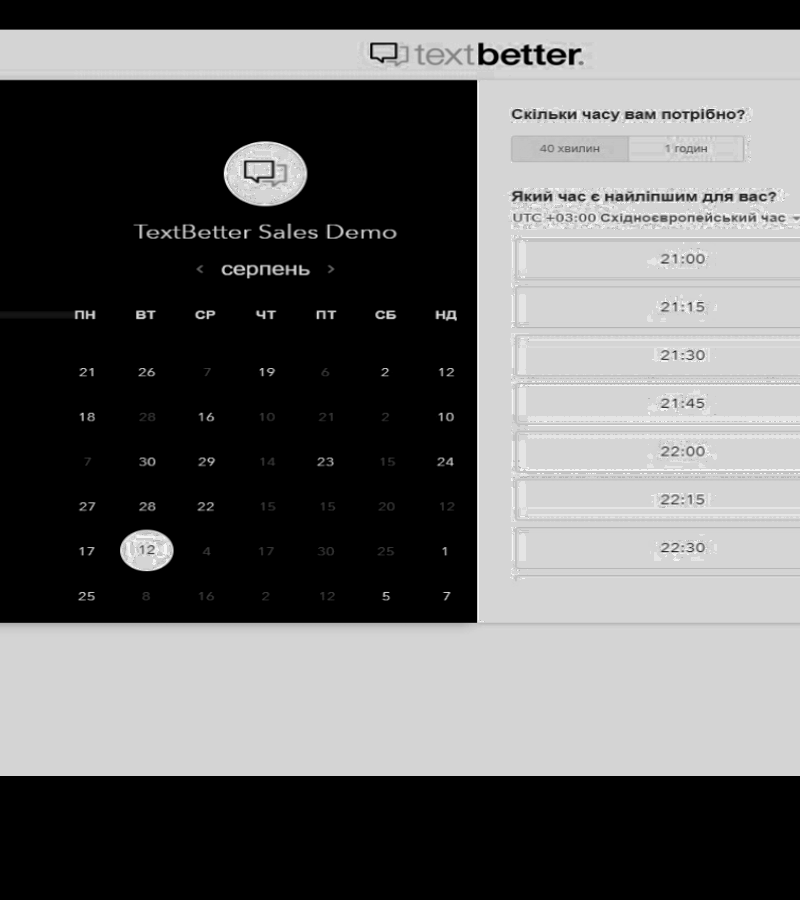 textbetter.
TextBetter Sales Demo
серпень
ПН ВТ СР ЧТ ПТ СБ НД
21 26 7 19 6 2 12
18 28 16 10 21 2 10
7 30 29 14 23 15 24
27 28 22 15 15 20 12
17 12 4 17 30 25 1
25 8 16 2 12 5 7
Скільки часу вам потрібно?
40 хвилин 1 годин
Який час є найліпшим для вас?
UTC +03:00 Східноєвропейський час
21:00
21:15
21:30
21:45
22:00
22:15
22:30